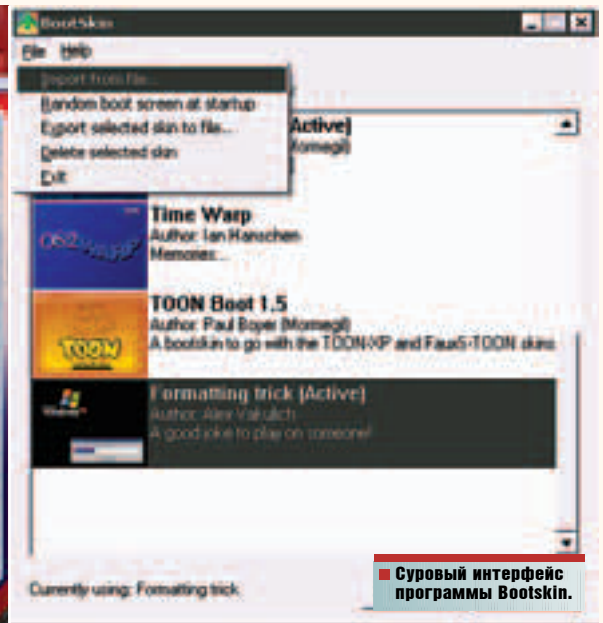 BootSkin
File Help
Import from file...
Random boot screen at startup
Export selected skin to file...
Delete selected skin
Exit
Active)
Momegil)
Time Warp
Author: Ian Hanschen
Memories...
TOON Boot 1.5
Author: Paul Boyer (Momegil)
A bootskin to go with the TOON-XP and Faux5-TOON skins
TOON
Formatting trick (Active)
Author: Alex Vakulich
A good joke to play on someone!
Currently using: Formatting trick
Суровый интерфейс
программы Bootskin.